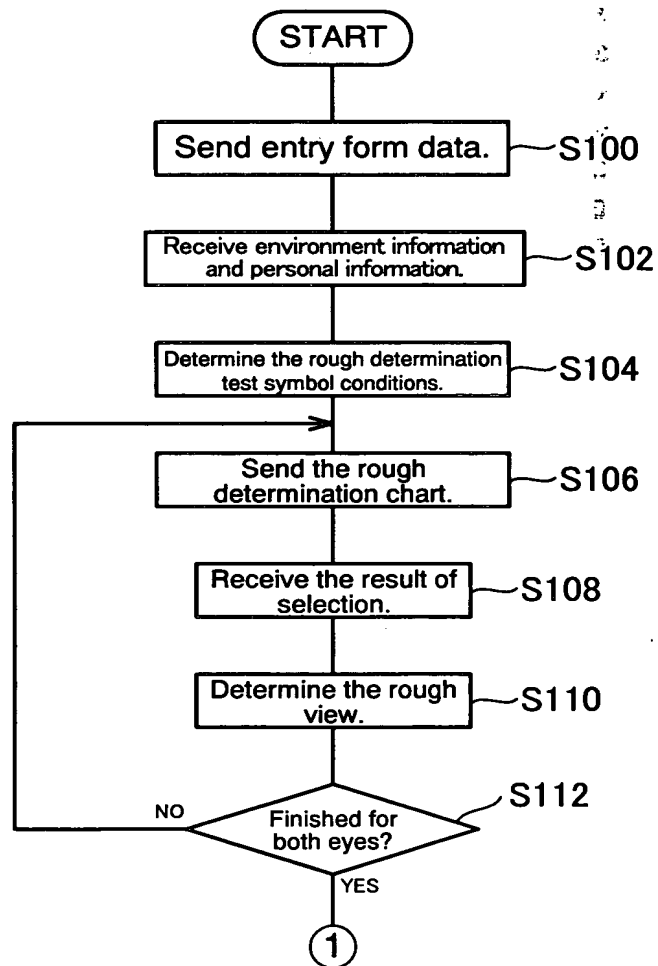 START
Send entry form data.
S100
Receive environment information
and personal information.
S102
Determine the rough determination
test symbol conditions.
S104
Send the rough
determination chart.
S106
Receive the result of
selection.
S108
Determine the rough
view.
S110
Finished for
both eyes?
S112
NO
YES
1